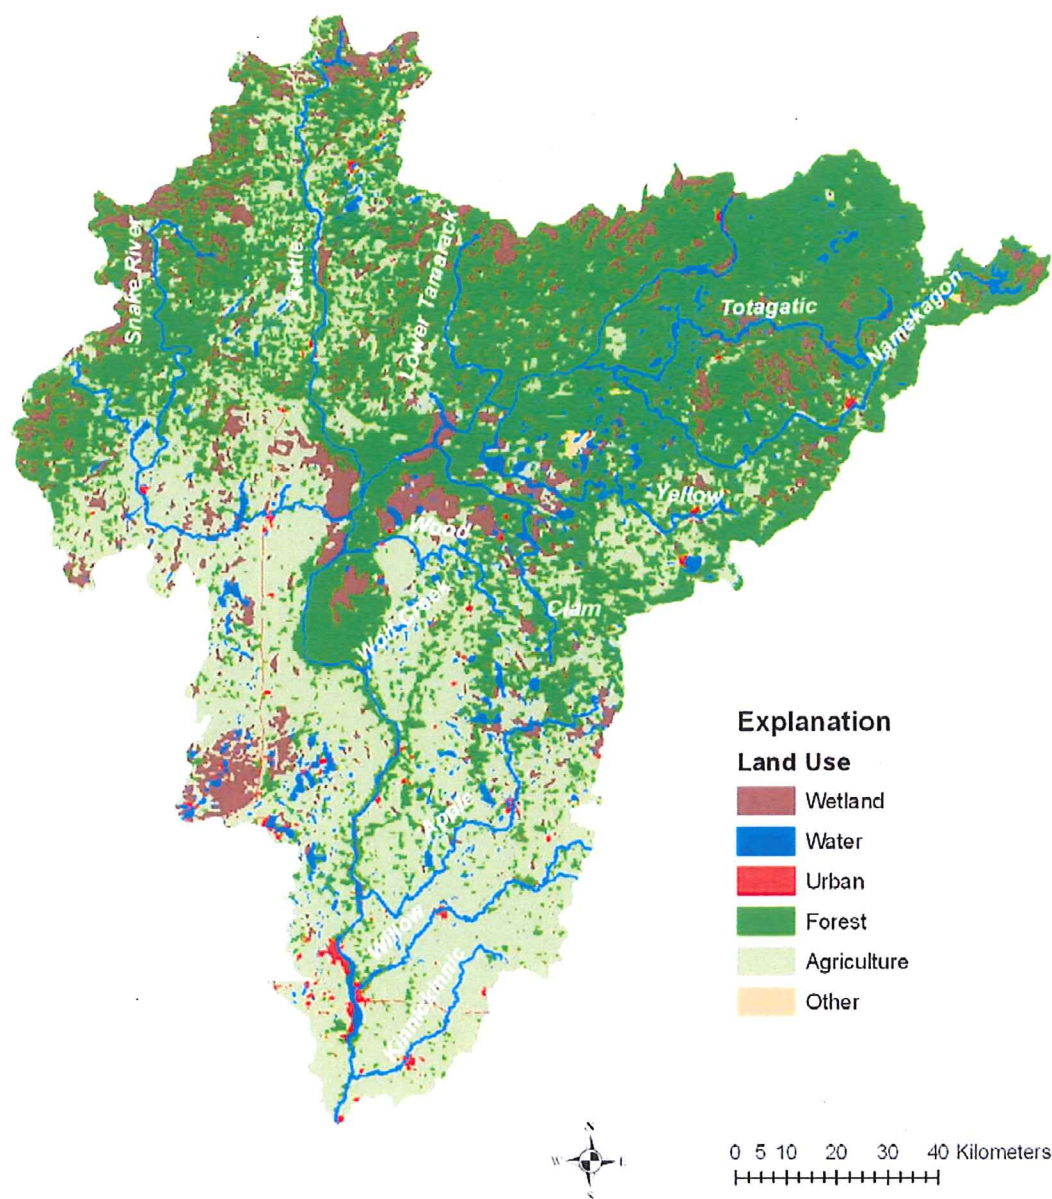 Snake River
Kettle
Lower Tamarack
Totagatic
Namekagon
Yellow
Wood
Clam
Wolf Creek
Apple
Willow
Kinnickinnic
Explanation
Land Use
Wetland
Water
Urban
Forest
Agriculture
Other
N
W
E
S
0 5 10 20 30 40 Kilometers